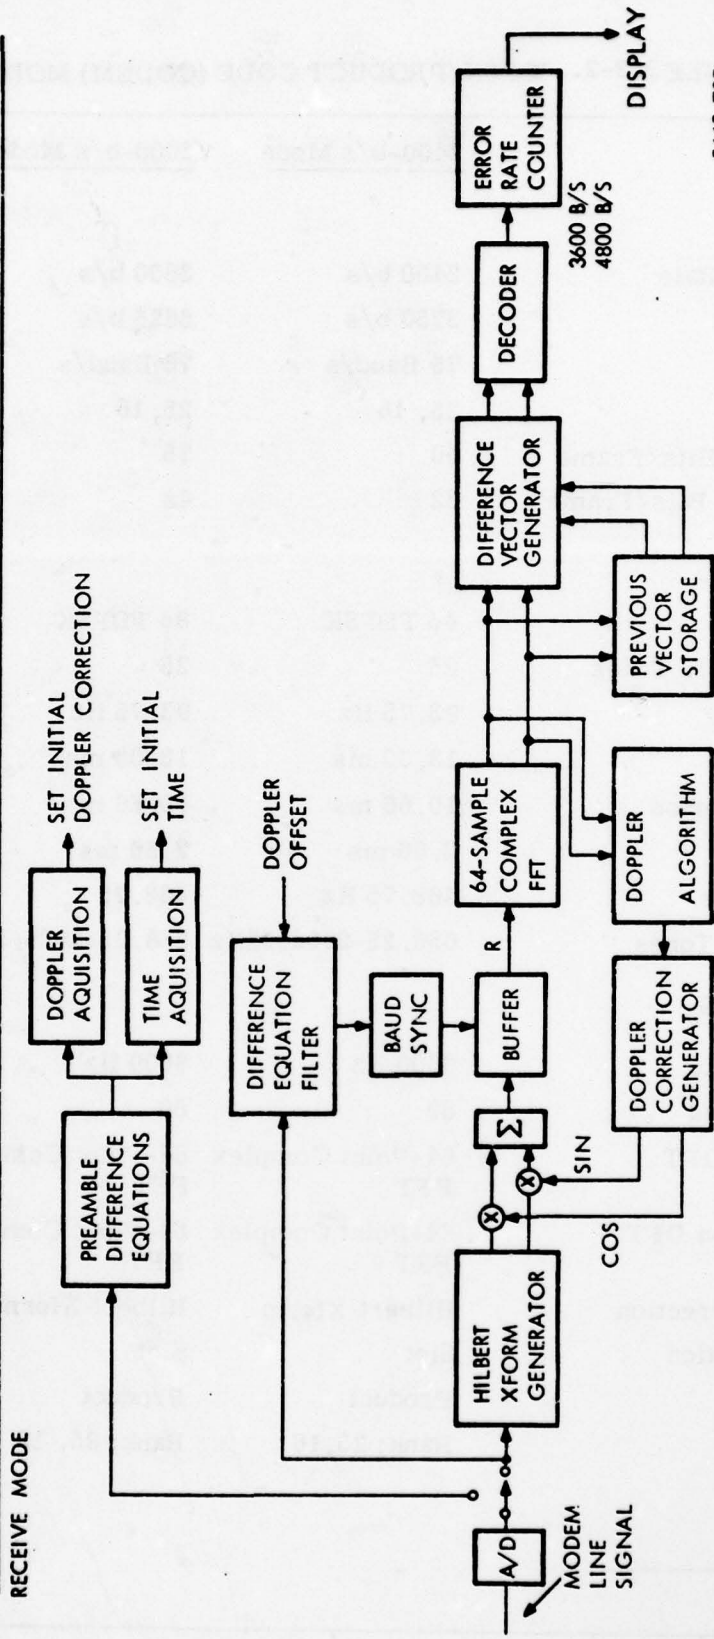 RECEIVE MODE
PREAMBLE
DIFFERENCE
EQUATIONS
DOPPLER
AQUISITION
SET INITIAL
DOPPLER CORRECTION
TIME
AQUISITION
SET INITIAL
TIME
DIFFERENCE
EQUATION
FILTER
DOPPLER
OFFSET
BAUD
SYNC
MODEM
LINE
SIGNAL
A/D
HILBERT
XFORM
GENERATOR
X
X
COS
SIN
Σ
BUFFER
R
64-SAMPLE
COMPLEX
FFT
DIFFERENCE
VECTOR
GENERATOR
DECODER
ERROR
RATE
COUNTER
3600 B/S
4800 B/S
DISPLAY
DOPPLER
CORRECTION
GENERATOR
DOPPLER
ALGORITHM
PREVIOUS
VECTOR
STORAGE